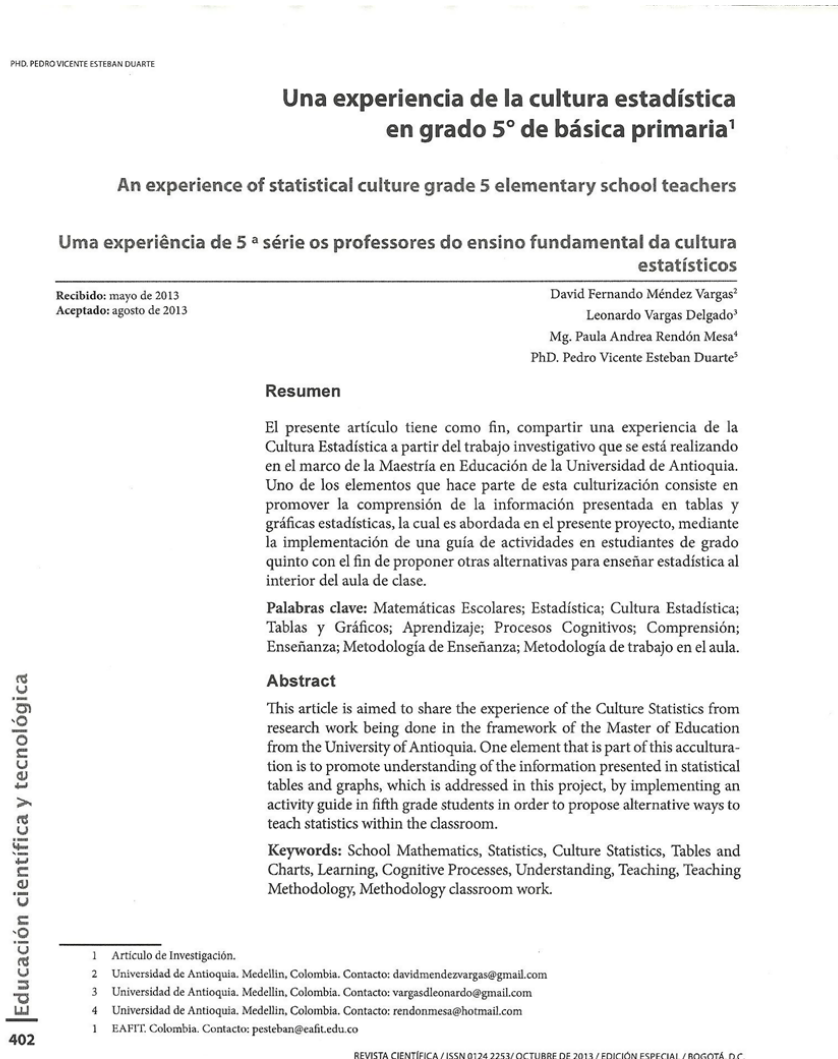 PHD. PEDRO VICENTE ESTEBAN DUARTE
Una experiencia de la cultura estadística
en grado 5° de básica primaria¹
An experience of statistical culture grade 5 elementary school teachers
Uma experiência de 5 ª série os professores do ensino fundamental da cultura
estatísticos
Recibido: mayo de 2013
Aceptado: agosto de 2013
David Fernando Méndez Vargas²
Leonardo Vargas Delgado³
Mg. Paula Andrea Rendón Mesa⁴
PhD. Pedro Vicente Esteban Duarte⁵
Resumen
El presente artículo tiene como fin, compartir una experiencia de la
Cultura Estadística a partir del trabajo investigativo que se está realizando
en el marco de la Maestría en Educación de la Universidad de Antioquia.
Uno de los elementos que hace parte de esta culturización consiste en
promover la comprensión de la información presentada en tablas y
gráficas estadísticas, la cual es abordada en el presente proyecto, mediante
la implementación de una guía de actividades en estudiantes de grado
quinto con el fin de proponer otras alternativas para enseñar estadística al
interior del aula de clase.
Palabras clave: Matemáticas Escolares; Estadística; Cultura Estadística;
Tablas y Gráficos; Aprendizaje; Procesos Cognitivos; Comprensión;
Enseñanza; Metodología de Enseñanza; Metodología de trabajo en el aula.
Abstract
This article is aimed to share the experience of the Culture Statistics from
research work being done in the framework of the Master of Education
from the University of Antioquia. One element that is part of this accultura-
tion is to promote understanding of the information presented in statistical
tables and graphs, which is addressed in this project, by implementing an
activity guide in fifth grade students in order to propose alternative ways to
teach statistics within the classroom.
Keywords: School Mathematics, Statistics, Culture Statistics, Tables and
Charts, Learning, Cognitive Processes, Understanding, Teaching, Teaching
Methodology, Methodology classroom work.
1 Artículo de Investigación.
2 Universidad de Antioquia. Medellin, Colombia. Contacto: davidmendezvargas@gmail.com
3 Universidad de Antioquia. Medellin, Colombia. Contacto: vargasdleonardo@gmail.com
4 Universidad de Antioquia. Medellin, Colombia. Contacto: rendonmesa@hotmail.com
1 EAFIT. Colombia. Contacto: pesteban@eafit.edu.co
Educación científica y tecnológica
402
REVISTA CIENTÍFICA / ISSN 0124 2253/ OCTUBRE DE 2013 / EDICIÓN ESPECIAL / BOGOTÁ, D.C.